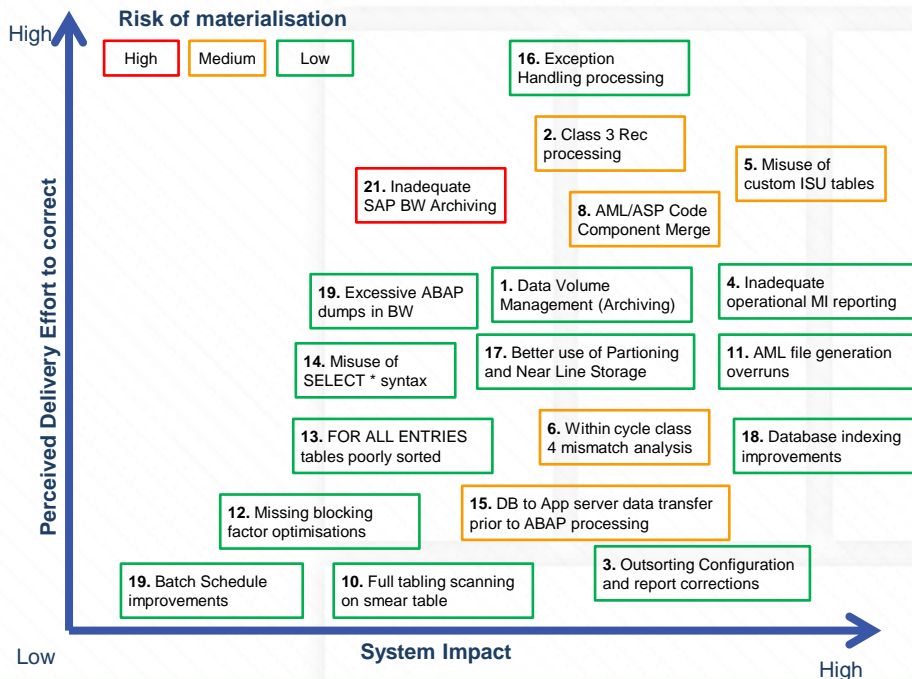 Risk of materialisation
High
High
Medium
Low
16. Exception
Handling processing
2. Class 3 Rec
processing
5. Misuse of
custom ISU tables
21. Inadequate
SAP BW Archiving
8. AML/ASP Code
Component Merge
19. Excessive ABAP
dumps in BW
1. Data Volume
Management (Archiving)
4. Inadequate
operational MI reporting
14. Misuse of
SELECT * syntax
17. Better use of Partioning
and Near Line Storage
11. AML file generation
overruns
13. FOR ALL ENTRIES
tables poorly sorted
6. Within cycle class
4 mismatch analysis
18. Database indexing
improvements
12. Missing blocking
factor optimisations
15. DB to App server data transfer
prior to ABAP processing
19. Batch Schedule
improvements
10. Full tabling scanning
on smear table
3. Outsorting Configuration
and report corrections
Perceived Delivery Effort to correct
Low
System Impact
High